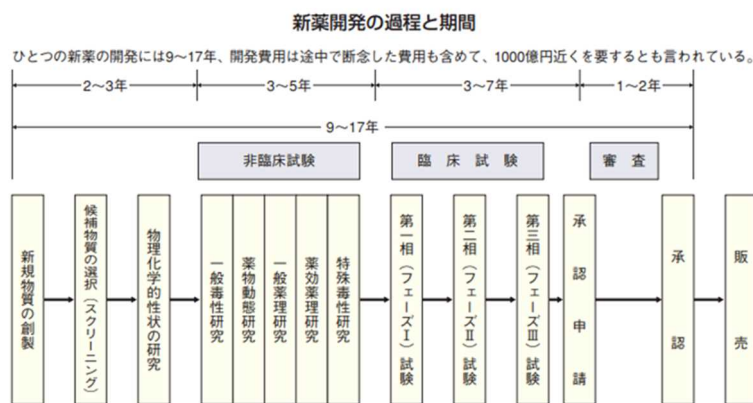 新薬開発の過程と期間
ひとつの新薬の開発には9〜17年、開発費用は途中で断念した費用も含めて、1000億円近くを要するとも言われている。
2〜3年
3〜5年
3〜7年
1〜2年
9〜17年
非臨床試験
臨床試験
審査
新規物質の創製
候補物質の選択（スクリーニング）
物理化学的性状の研究
一般毒性研究
薬物動態研究
一般薬理研究
薬効薬理研究
特殊毒性研究
第一相（フェーズⅠ）試験
第二相（フェーズⅡ）試験
第三相（フェーズⅢ）試験
承認申請
承認
販売